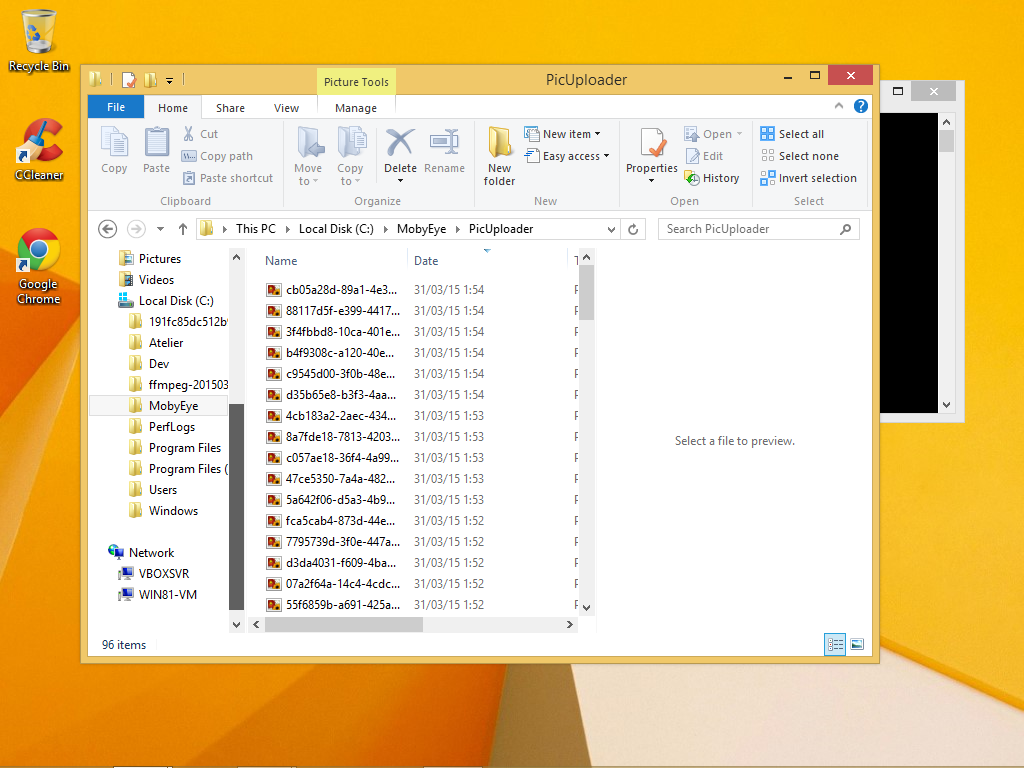 Recycle Bin
CCleaner
Google
Chrome
Picture Tools
PicUploader
File
Home
Share
View
Manage
Copy
Paste
Cut
Copy path
Paste shortcut
Clipboard
Move
to
Copy
to
Delete
Rename
Organize
New
folder
New item
Easy access
New
Properties
Open
Edit
History
Open
Select all
Select none
Invert selection
Select
This PC
Local Disk (C:)
MobyEye
PicUploader
Search PicUploader
Pictures
Videos
Local Disk (C:)
191fc85dc512b
Atelier
Dev
ffmpeg-201503
MobyEye
PerfLogs
Program Files
Program Files (
Users
Windows
Network
VBOXSVR
WIN81-VM
Name
Date
cb05a28d-89a1-4e3... 31/03/15 1:54
88117d5f-e399-4417... 31/03/15 1:54
3f4fbbd8-10ca-401e... 31/03/15 1:54
b4f9308c-a120-40e... 31/03/15 1:54
c9545d00-3f0b-48e... 31/03/15 1:54
d35b65e8-b3f3-4aa... 31/03/15 1:54
4cb183a2-2aec-434... 31/03/15 1:53
8a7fde18-7813-4203... 31/03/15 1:53
c057ae18-36f4-4a99... 31/03/15 1:53
47ce5350-7a4a-482... 31/03/15 1:53
5a642f06-d5a3-4b9... 31/03/15 1:53
fca5cab4-873d-44e... 31/03/15 1:52
7795739d-3f0e-447a... 31/03/15 1:52
d3da4031-f609-4ba... 31/03/15 1:52
07a2f64a-14c4-4cdc... 31/03/15 1:52
55f6859b-a691-425a... 31/03/15 1:52
Select a file to preview.
96 items